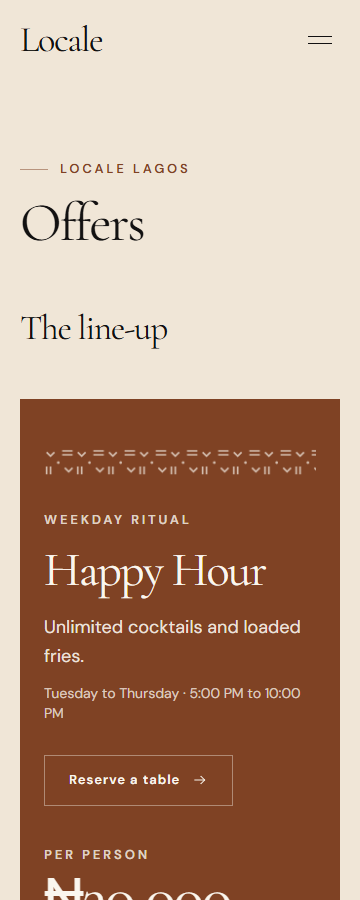 Locale
LOCALE LAGOS
Offers
The line-up
WEEKDAY RITUAL
Happy Hour
Unlimited cocktails and loaded
fries.
Tuesday to Thursday · 5:00 PM to 10:00
PM
Reserve a table →
PER PERSON